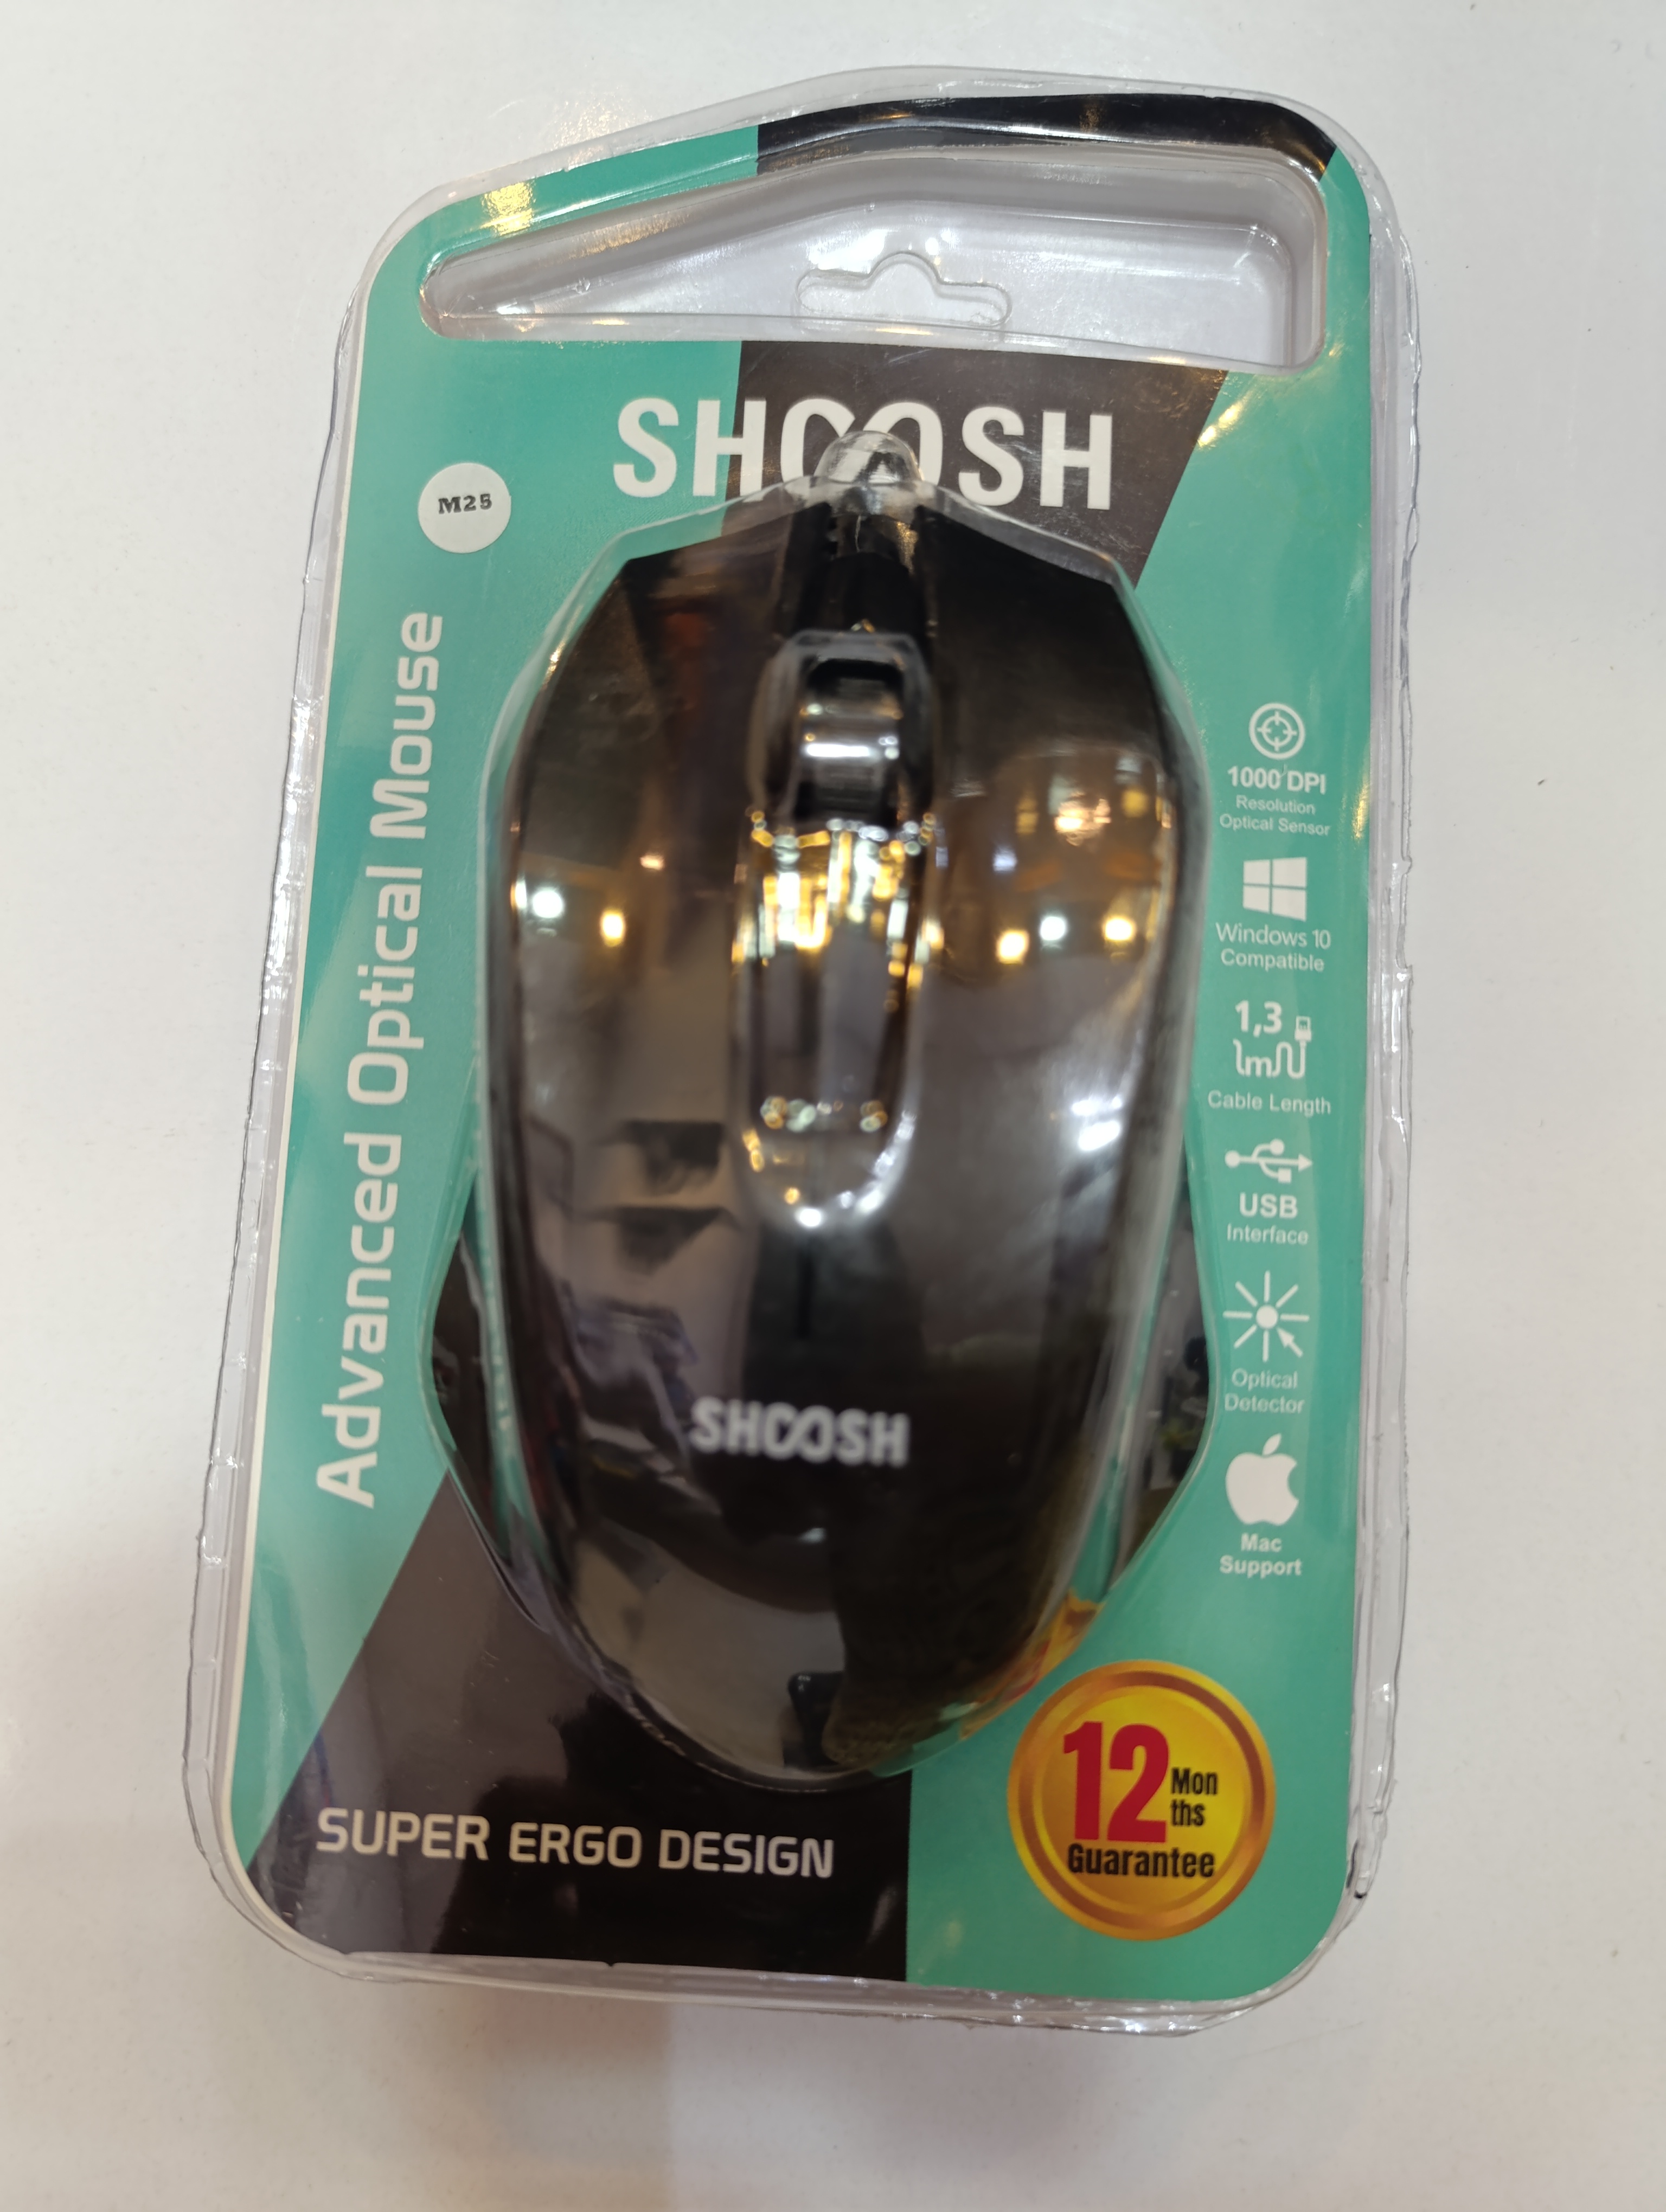 SHOOSH
M25
Advanced Optical Mouse
1000 DPI
Resolution
Optical Sensor
Windows 10
Compatible
1,3
m
Cable Length
USB
Interface
Optical
Detector
Mac
Support
SHOOSH
12 Mon
ths
Guarantee
SUPER ERGO DESIGN